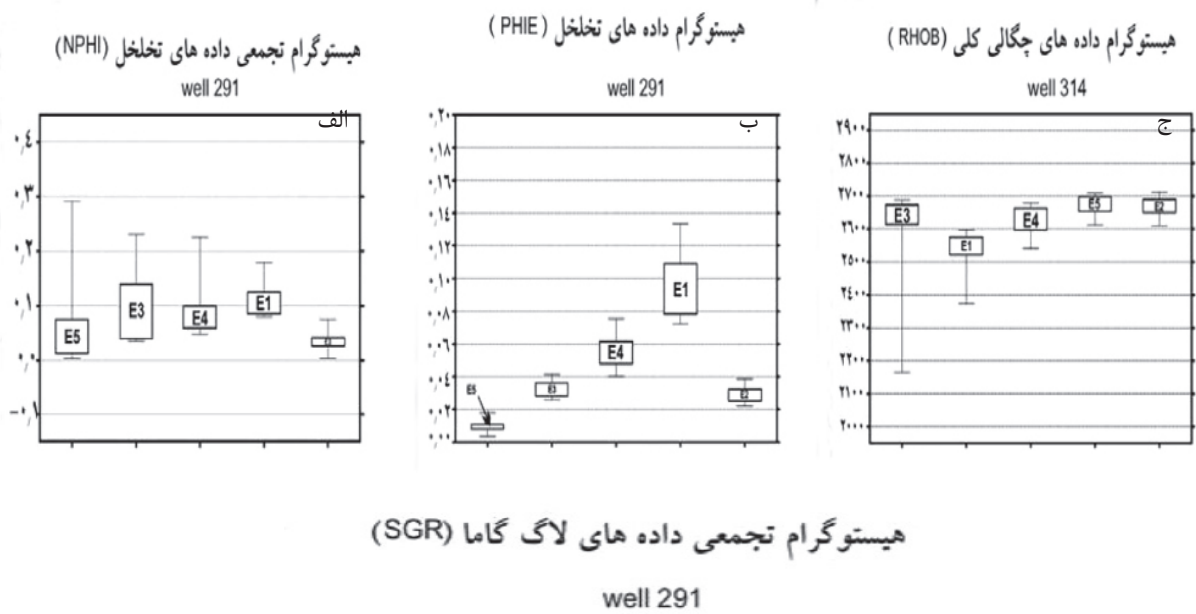 هیستوگرام داده های چگالی کلی (RHOB)
well 314
ج
۲۹۰۰
۲۸۰۰
۲۷۰۰
۲۶۰۰
۲۵۰۰
۲۴۰۰
۲۳۰۰
۲۲۰۰
۲۱۰۰
۲۰۰۰
E3
E1
E4
E5
E2
هیستوگرام داده های تخلخل (PHIE)
well 291
ب
۰,۲۰
۰,۱۸
۰,۱۶
۰,۱۴
۰,۱۲
۰,۱۰
۰,۰۸
۰,۰۶
۰,۰۴
۰,۰۲
۰,۰۰
E5
E3
E4
E1
E2
هیستوگرام تجمعی داده های تخلخل (NPHI)
well 291
الف
۰,۴
۰,۳
۰,۲
۰,۱
۰,۰
-۰,۱
E5
E3
E4
E1
هیستوگرام تجمعی داده های لاگ گاما (SGR)
well 291